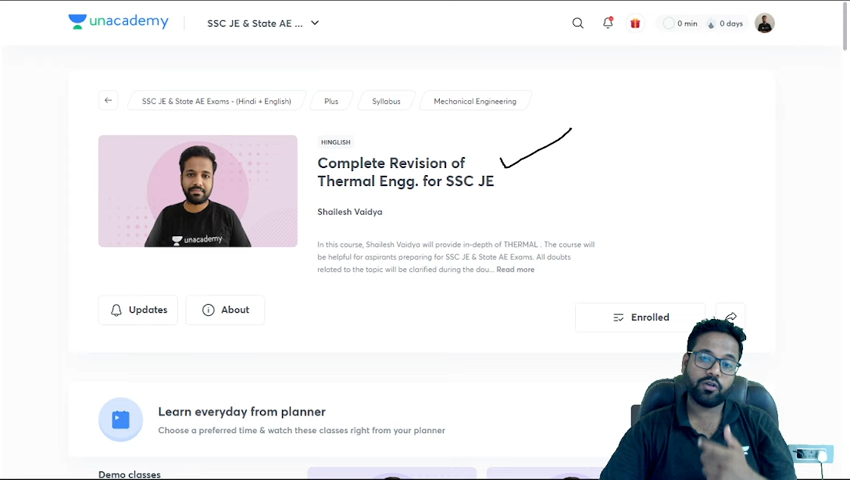 unacademy
SSC JE & State AE ...
0 min
0 days
SSC JE & State AE Exams - (Hindi + English)
Plus
Syllabus
Mechanical Engineering
HINGLISH
Complete Revision of
Thermal Engg. for SSC JE
Shailesh Vaidya
unacademy
In this course, Shailesh Vaidya will provide in-depth of THERMAL . The course will
be helpful for aspirants preparing for SSC JE & State AE Exams. All doubts
related to the topic will be clarified during the dou... Read more
Updates
About
Enrolled
Learn everyday from planner
Choose a preferred time & watch these classes right from your planner
Demo classes